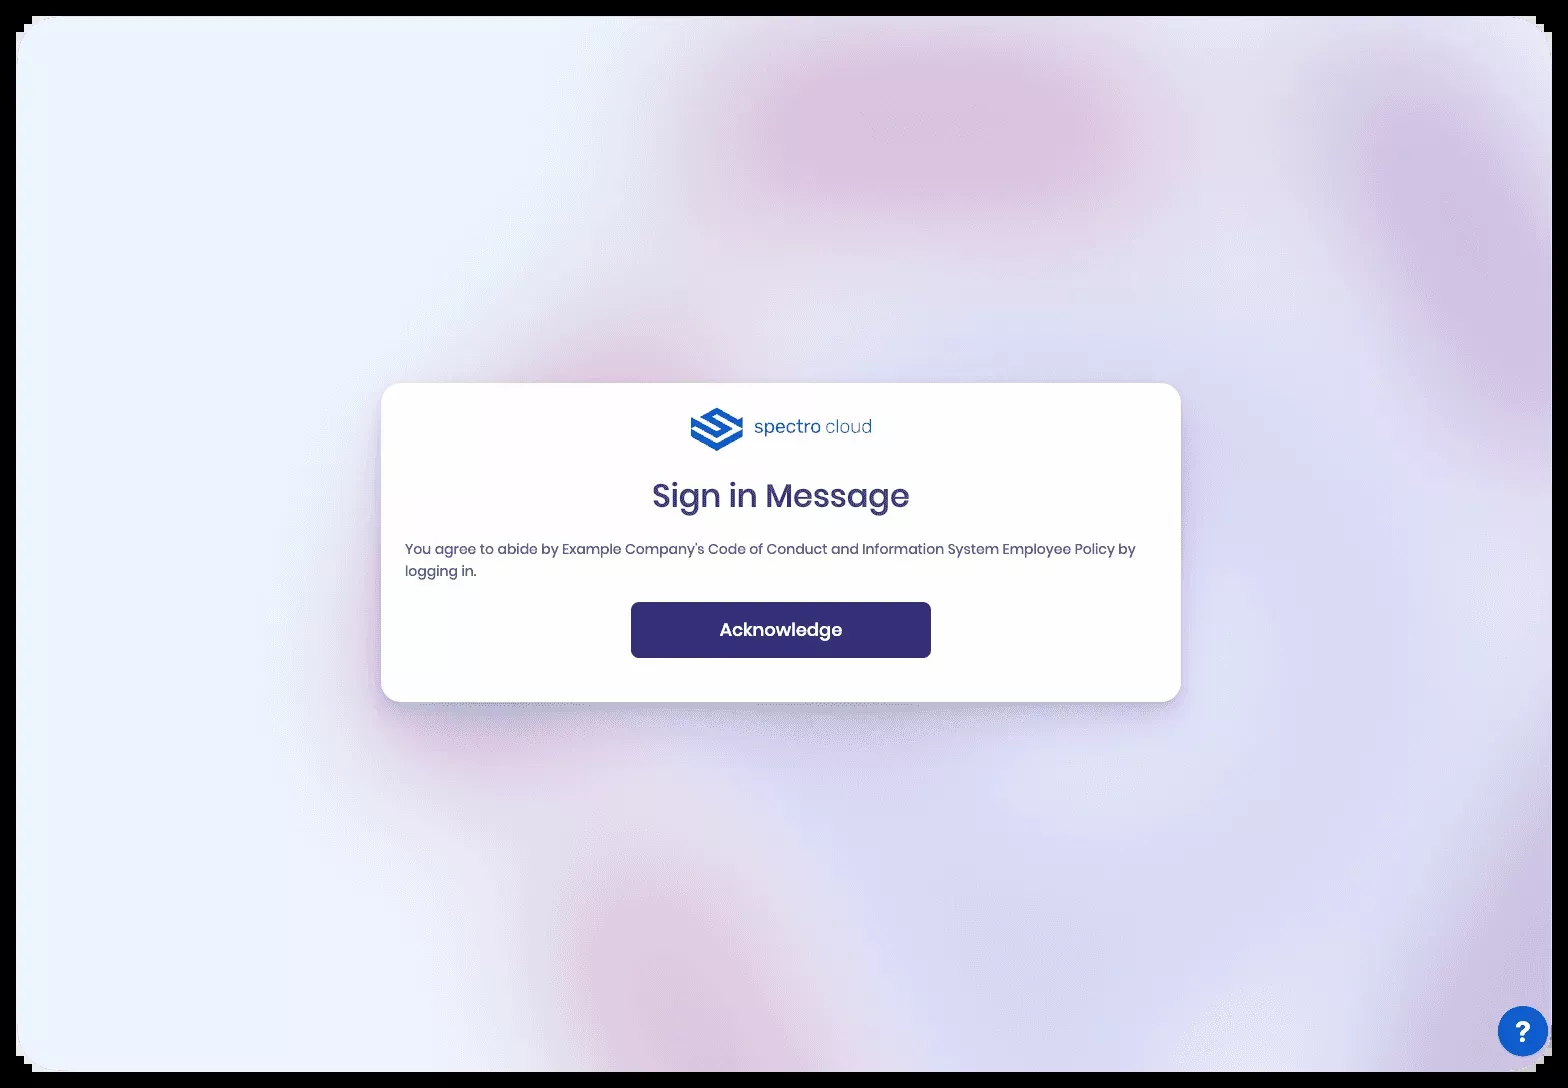 spectro cloud
Sign in Message
You agree to abide by Example Company's Code of Conduct and Information System Employee Policy by
logging in.
Acknowledge
?